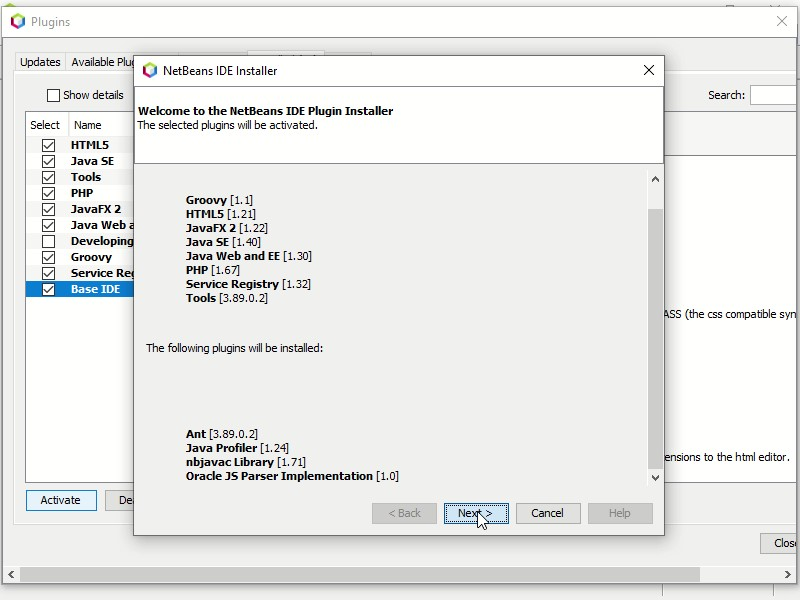 Plugins
Updates
Available Plug
NetBeans IDE Installer
Show details
Search:
Welcome to the NetBeans IDE Plugin Installer
The selected plugins will be activated.
Select
Name
HTML5
Java SE
Tools
PHP
JavaFX 2
Java Web a
Developing
Groovy
Service Reg
Base IDE
Groovy [1.1]
HTML5 [1.21]
JavaFX 2 [1.22]
Java SE [1.40]
Java Web and EE [1.30]
PHP [1.67]
Service Registry [1.32]
Tools [3.89.0.2]
ASS (the css compatible syn
The following plugins will be installed:
Ant [3.89.0.2]
Java Profiler [1.24]
nbjavac Library [1.71]
Oracle JS Parser Implementation [1.0]
ensions to the html editor.
Activate
Dea
< Back
Next >
Cancel
Help
Close